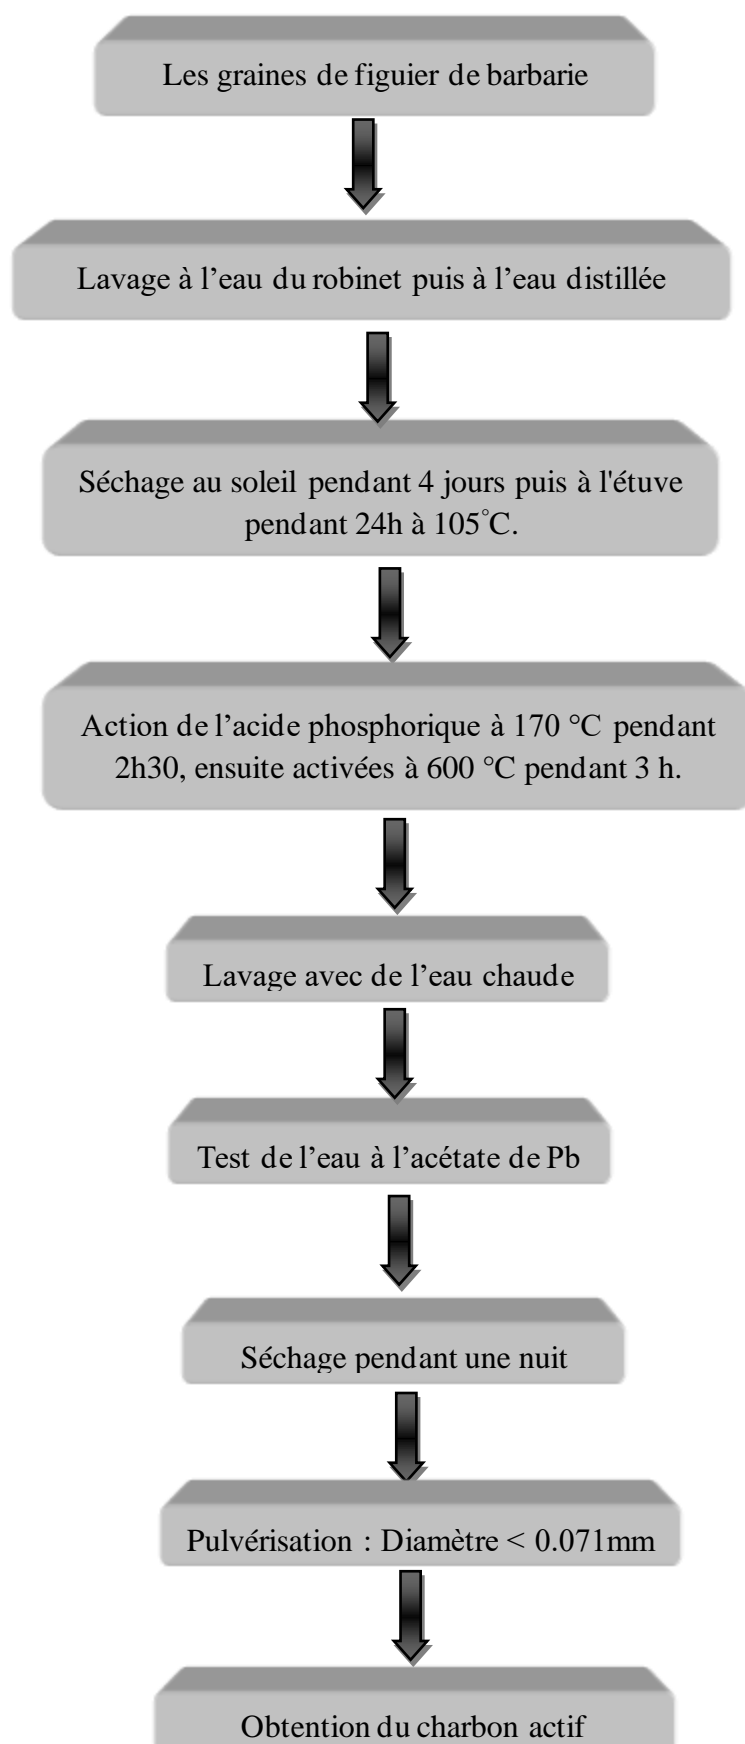 Les graines de figuier de barbarie
Lavage à l’eau du robinet puis à l’eau distillée
Séchage au soleil pendant 4 jours puis à l'étuve
pendant 24h à 105°C.
Action de l’acide phosphorique à 170 °C pendant
2h30, ensuite activées à 600 °C pendant 3 h.
Lavage avec de l’eau chaude
Test de l’eau à l’acétate de Pb
Séchage pendant une nuit
Pulvérisation : Diamètre < 0.071mm
Obtention du charbon actif